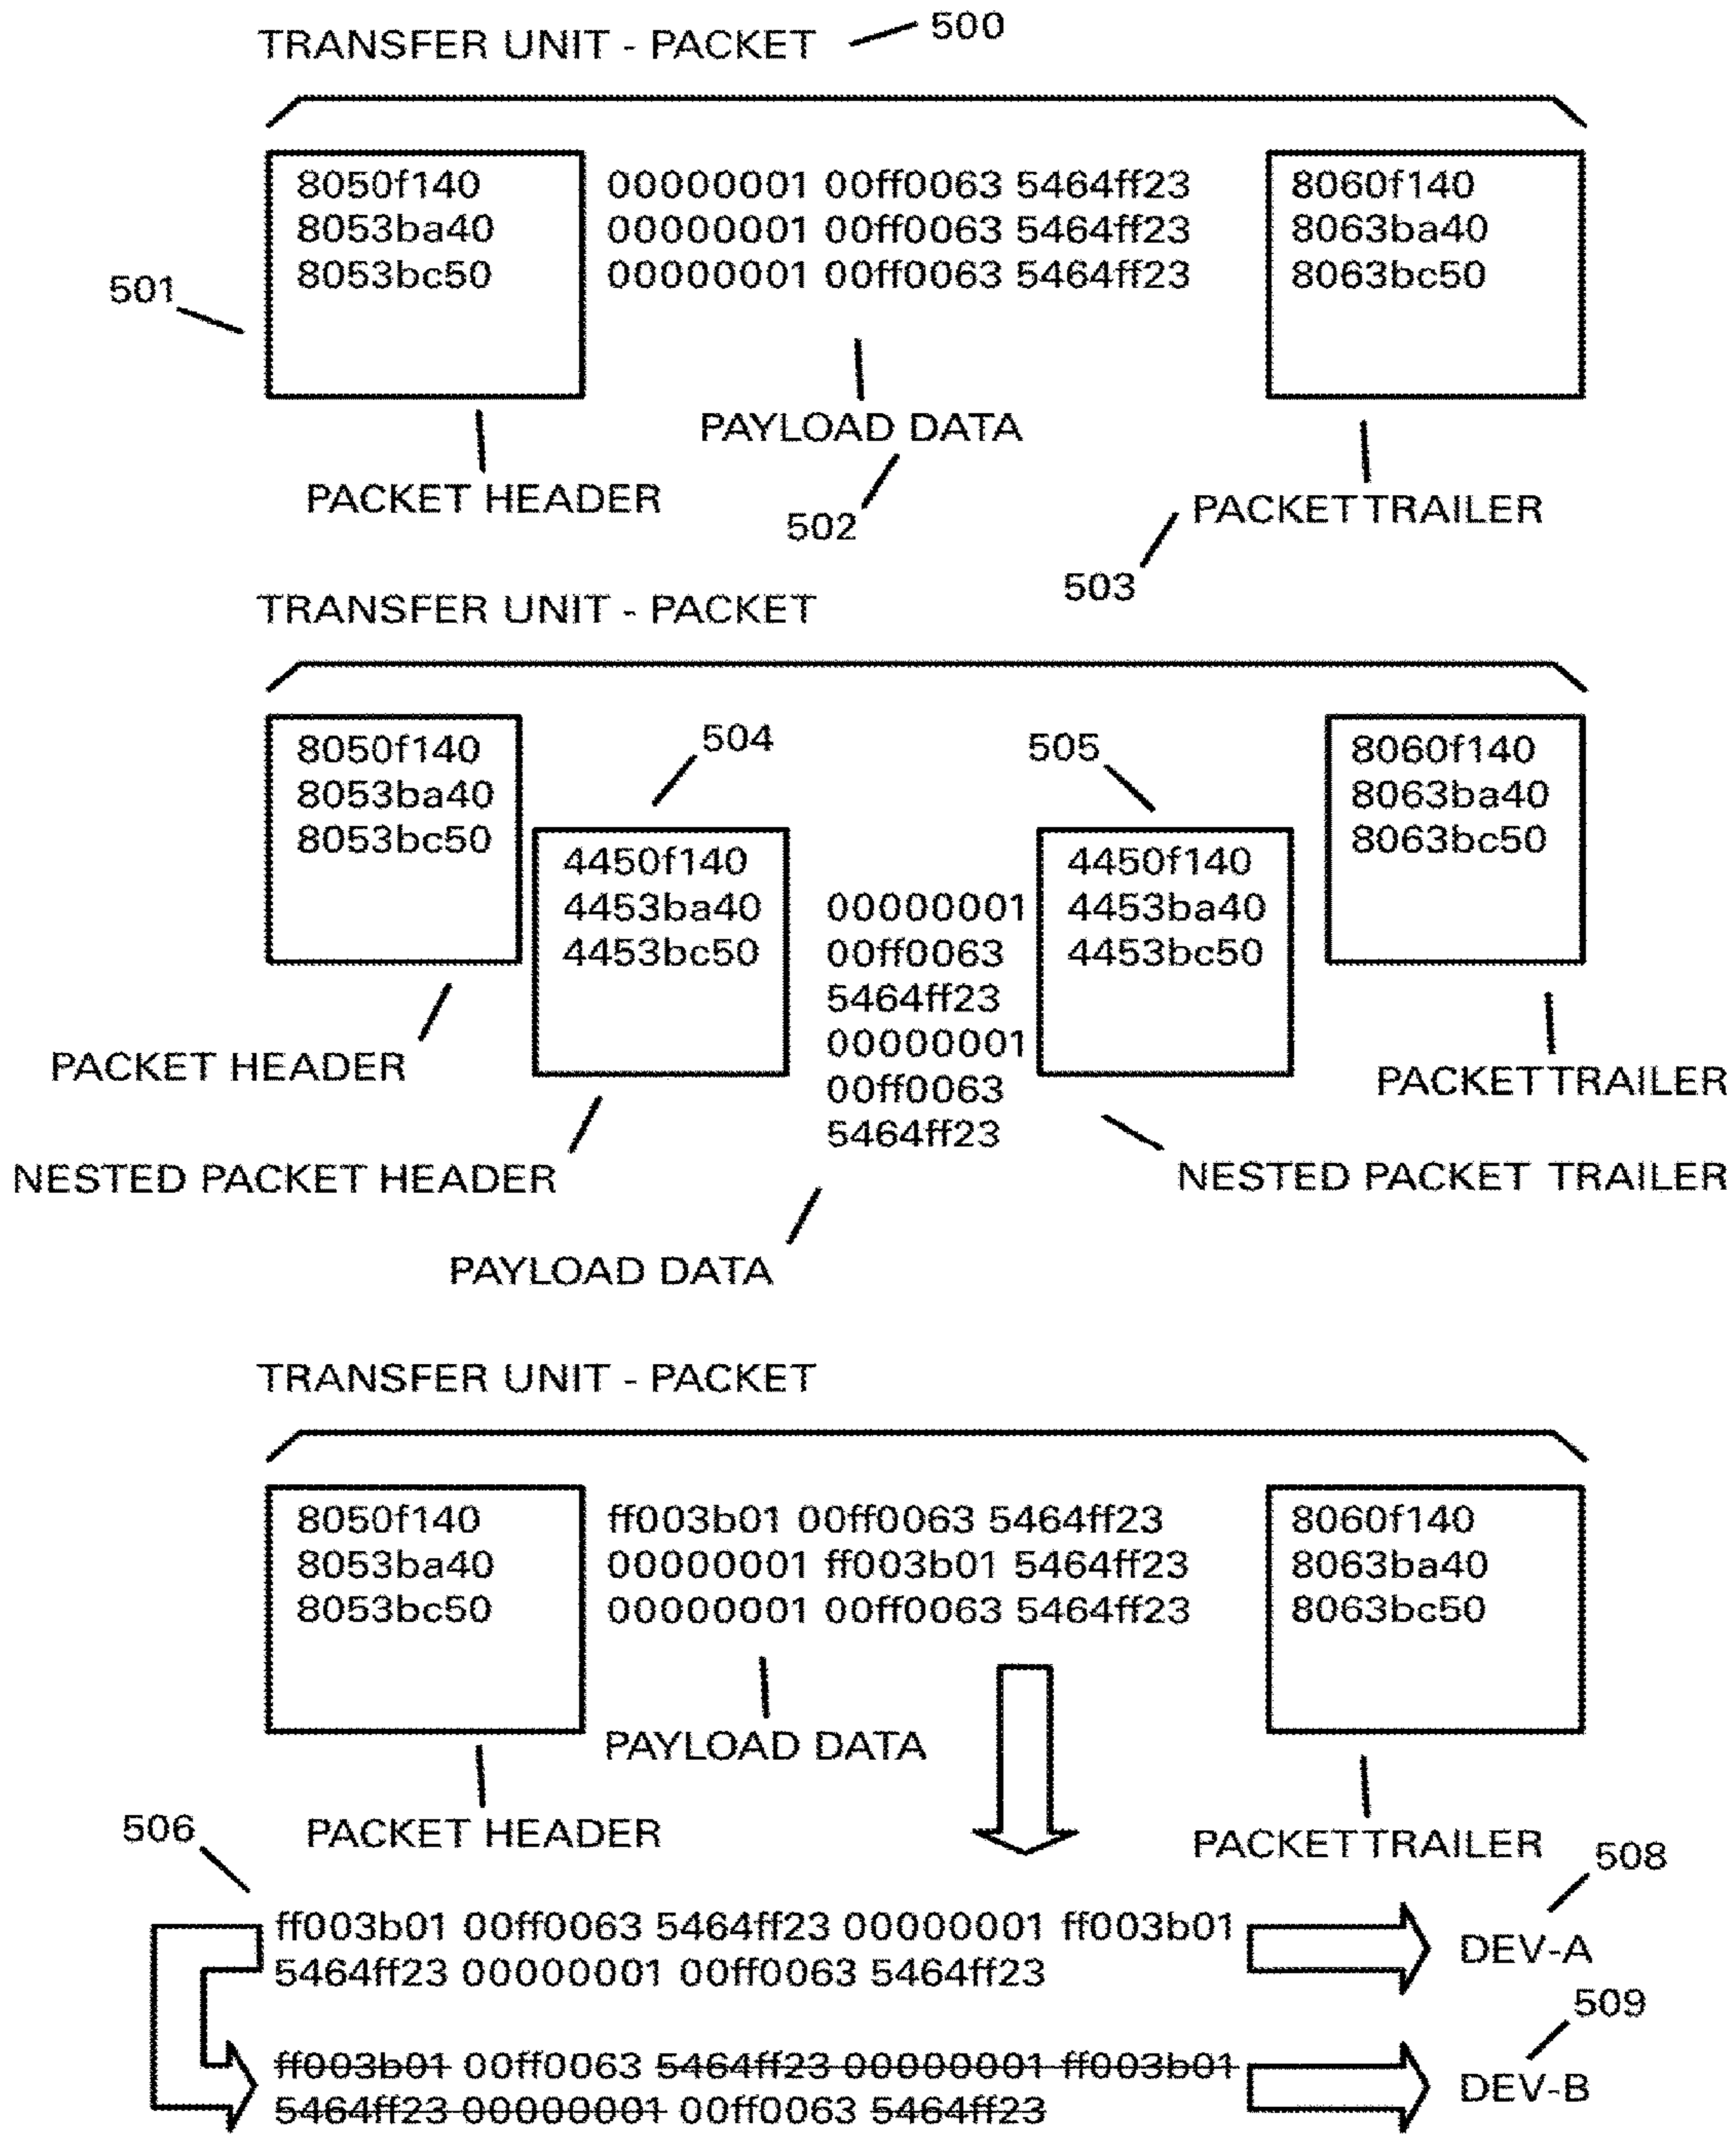 TRANSFER UNIT - PACKET 500
8050f140 00000001 00ff0063 5464ff23 8060f140
8053ba40 00000001 00ff0063 5464ff23 8063ba40
8053bc50 00000001 00ff0063 5464ff23 8063bc50
501
PAYLOAD DATA
PACKET HEADER
502
PACKET TRAILER
503
TRANSFER UNIT - PACKET
504
505
8050f140
8053ba40
8053bc50
4450f140
4453ba40
4453bc50
00000001
00ff0063
5464ff23
00000001
00ff0063
5464ff23
4450f140
4453ba40
4453bc50
8060f140
8063ba40
8063bc50
PACKET HEADER
PACKET TRAILER
NESTED PACKET HEADER
NESTED PACKET TRAILER
PAYLOAD DATA
TRANSFER UNIT - PACKET
8050f140 ff003b01 00ff0063 5464ff23 8060f140
8053ba40 00000001 ff003b01 5464ff23 8063ba40
8053bc50 00000001 00ff0063 5464ff23 8063bc50
PAYLOAD DATA
506
PACKET HEADER
PACKET TRAILER
508
ff003b01 00ff0063 5464ff23 00000001 ff003b01
5464ff23 00000001 00ff0063 5464ff23
DEV-A
509
ff003b01 00ff0063 5464ff23 00000001 ff003b01
5464ff23 00000001 00ff0063 5464ff23
DEV-B